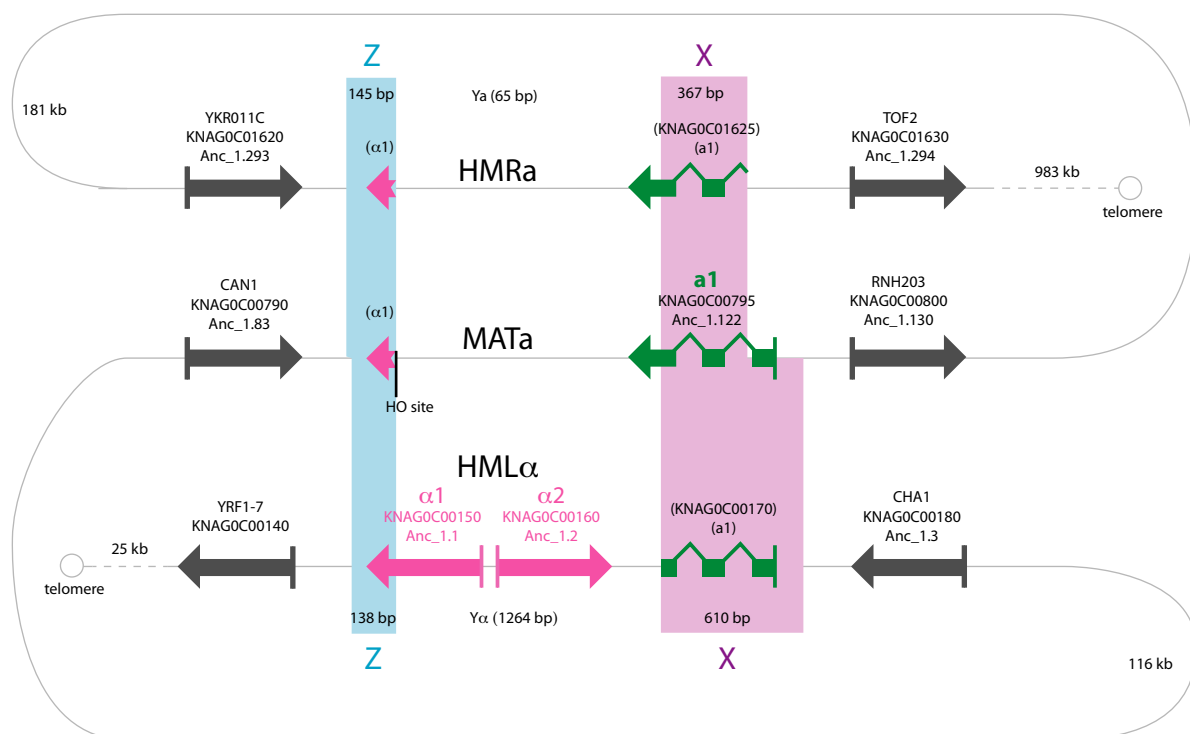 Z
X
145 bp
Ya (65 bp)
367 bp
181 kb
YKR011C
KNAG0C01620
Anc_1.293
(α1)
HMRa
(KNAG0C01625)
(a1)
TOF2
KNAG0C01630
Anc_1.294
983 kb
telomere
CAN1
KNAG0C00790
Anc_1.83
(α1)
MATa
a1
KNAG0C00795
Anc_1.122
RNH203
KNAG0C00800
Anc_1.130
HO site
HMLα
YRF1-7
KNAG0C00140
α1
KNAG0C00150
Anc_1.1
α2
KNAG0C00160
Anc_1.2
(KNAG0C00170)
(a1)
CHA1
KNAG0C00180
Anc_1.3
25 kb
telomere
138 bp
Yα (1264 bp)
610 bp
Z
X
116 kb